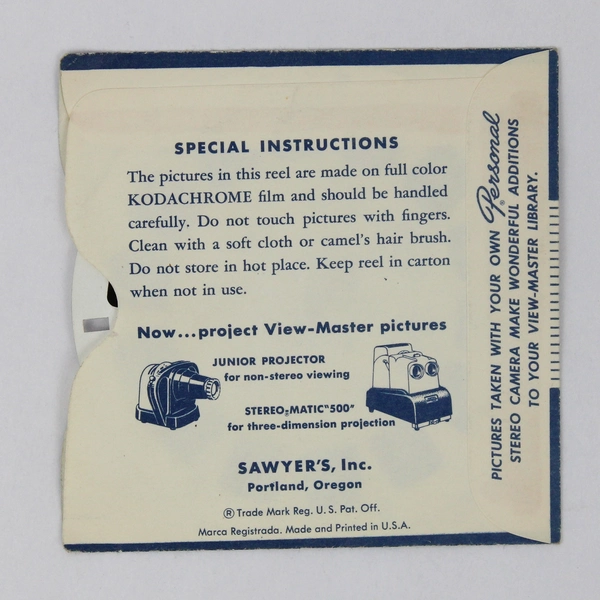 SPECIAL INSTRUCTIONS
The pictures in this reel are made on full color
KODACHROME film and should be handled
carefully. Do not touch pictures with fingers.
Clean with a soft cloth or camel's hair brush.
Do not store in hot place. Keep reel in carton
when not in use.
Now...project View-Master pictures
JUNIOR PROJECTOR
for non-stereo viewing
STEREO-MATIC "500"
for three-dimension projection
SAWYER'S, Inc.
Portland, Oregon
® Trade Mark Reg. U. S. Pat. Off.
Marca Registrada. Made and Printed in U.S.A.
PICTURES TAKEN WITH YOUR OWN Personal®
STEREO CAMERA MAKE WONDERFUL ADDITIONS
TO YOUR VIEW-MASTER LIBRARY.